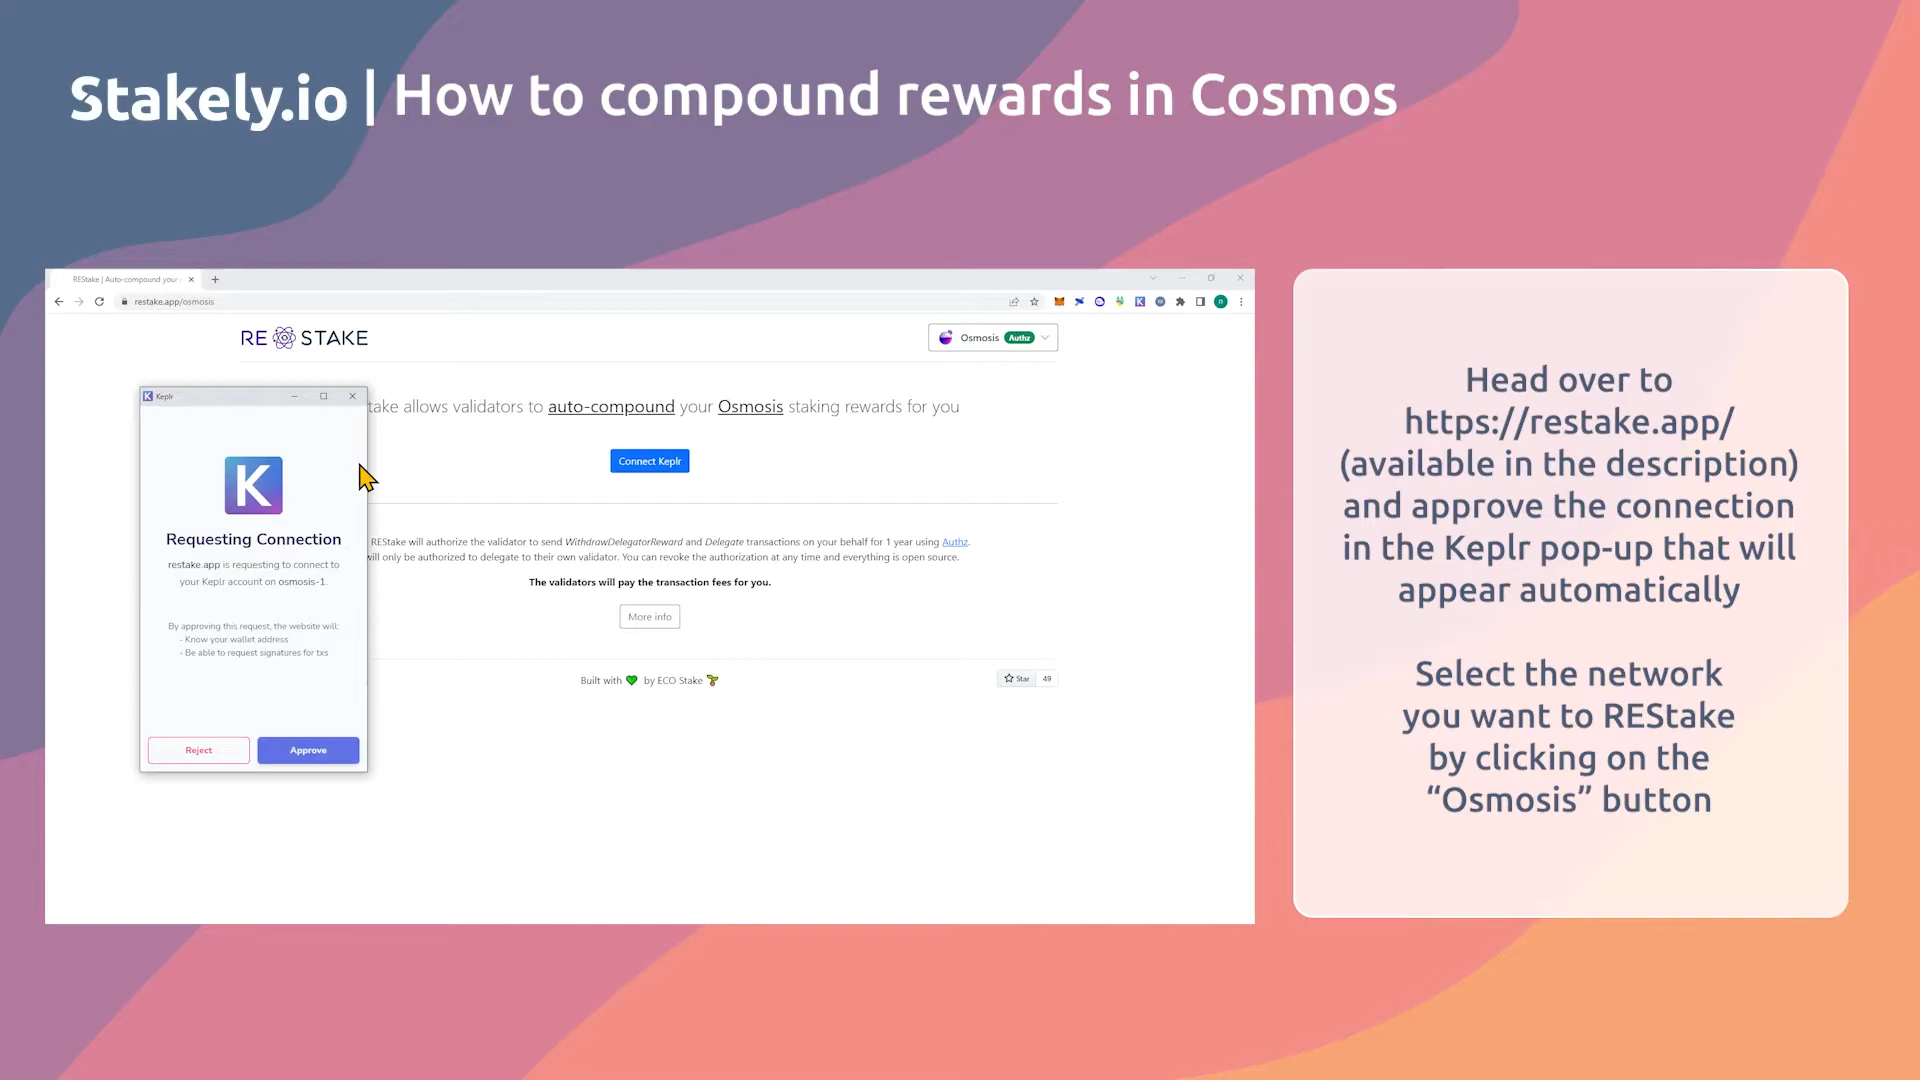 Stakely.io | How to compound rewards in Cosmos
REStake | Auto-compound your
restake.app/osmosis
RE STAKE
Osmosis Authz
take allows validators to auto-compound your Osmosis staking rewards for you
Connect Keplr
REStake will authorize the validator to send WithdrawDelegatorReward and Delegate transactions on your behalf for 1 year using Authz.
will only be authorized to delegate to their own validator. You can revoke the authorization at any time and everything is open source.
The validators will pay the transaction fees for you.
More info
Built with by ECO Stake
Star 49
Keplr
K
Requesting Connection
restake.app is requesting to connect to
your Keplr account on osmosis-1.
By approving this request, the website will:
- Know your wallet address
- Be able to request signatures for txs
Reject
Approve
Head over to
https://restake.app/
(available in the description)
and approve the connection
in the Keplr pop-up that will
appear automatically
Select the network
you want to REStake
by clicking on the
“Osmosis” button